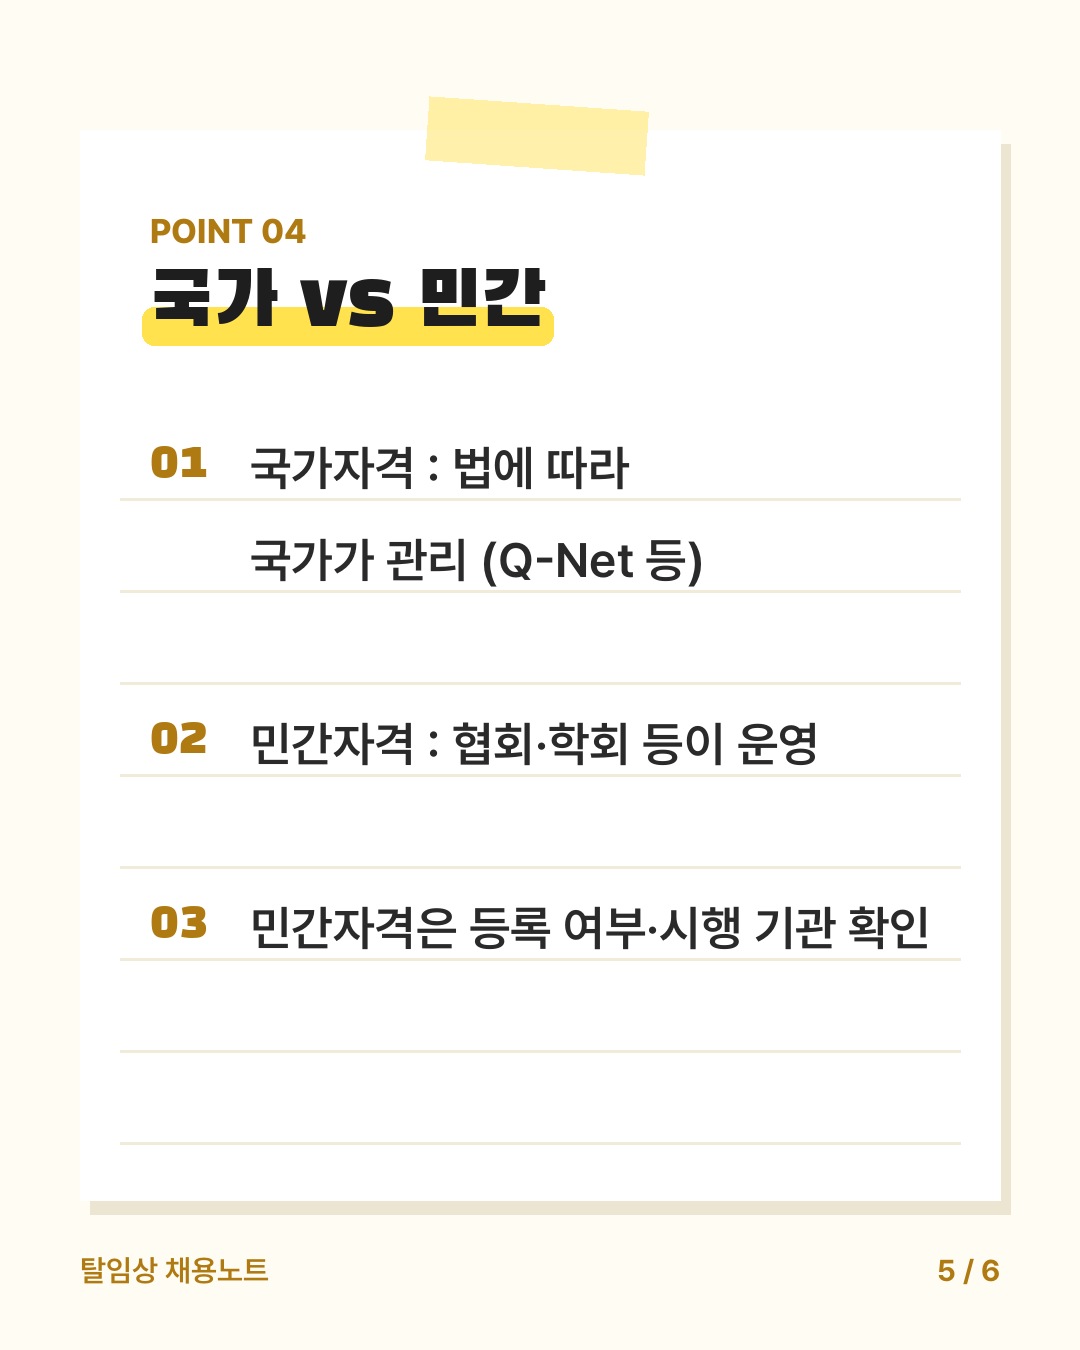 POINT 04
국가 vs 민간
01 국가자격 : 법에 따라
국가가 관리 (Q-Net 등)
02 민간자격 : 협회·학회 등이 운영
03 민간자격은 등록 여부·시행 기관 확인
탈임상 채용노트
5 / 6